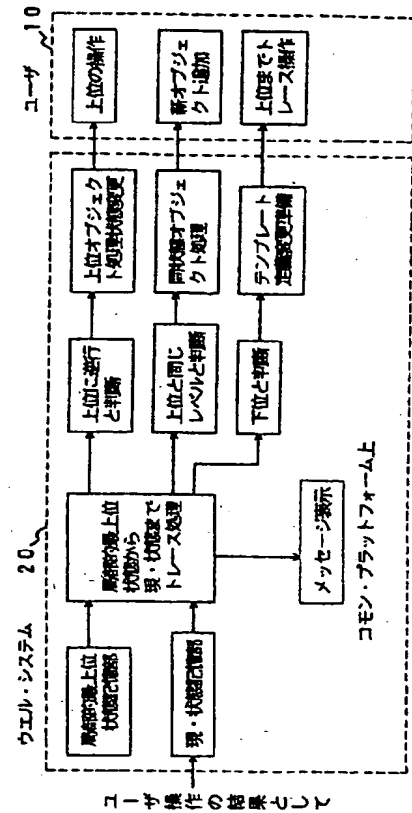 ユーザ 10
上位の操作
新オブジェ
クト追加
上位までト
レース操作
ウエル・システム 20
上位オブジェク
ト処理状態変更
同状態オブジェ
クト処理
テンプレート
定義変更準備
上位に逆行
と判断
上位と同じ
レベルと判断
下位と判断
局部的最上位
状態から
現・状態まで
トレース処理
メッセージ表示
局部的最上位
状態記憶部
現・状態記憶部
コモン・プラットフォーム上
ユーザ操作の結果として